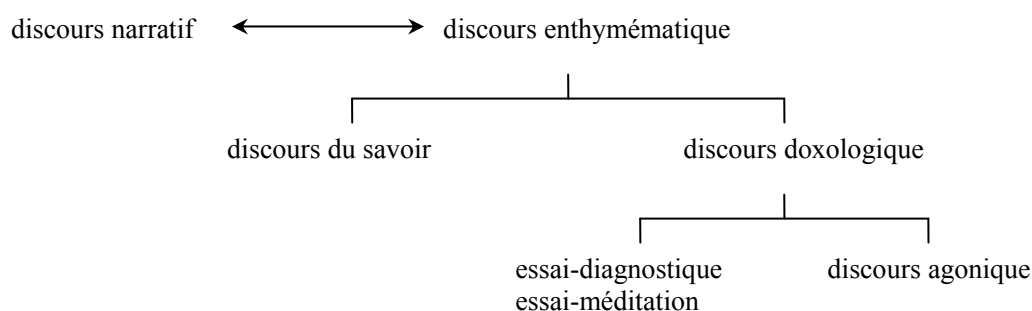 discours narratif discours enthymématique
discours du savoir discours doxologique
essai-diagnostique discours agonique
essai-méditation